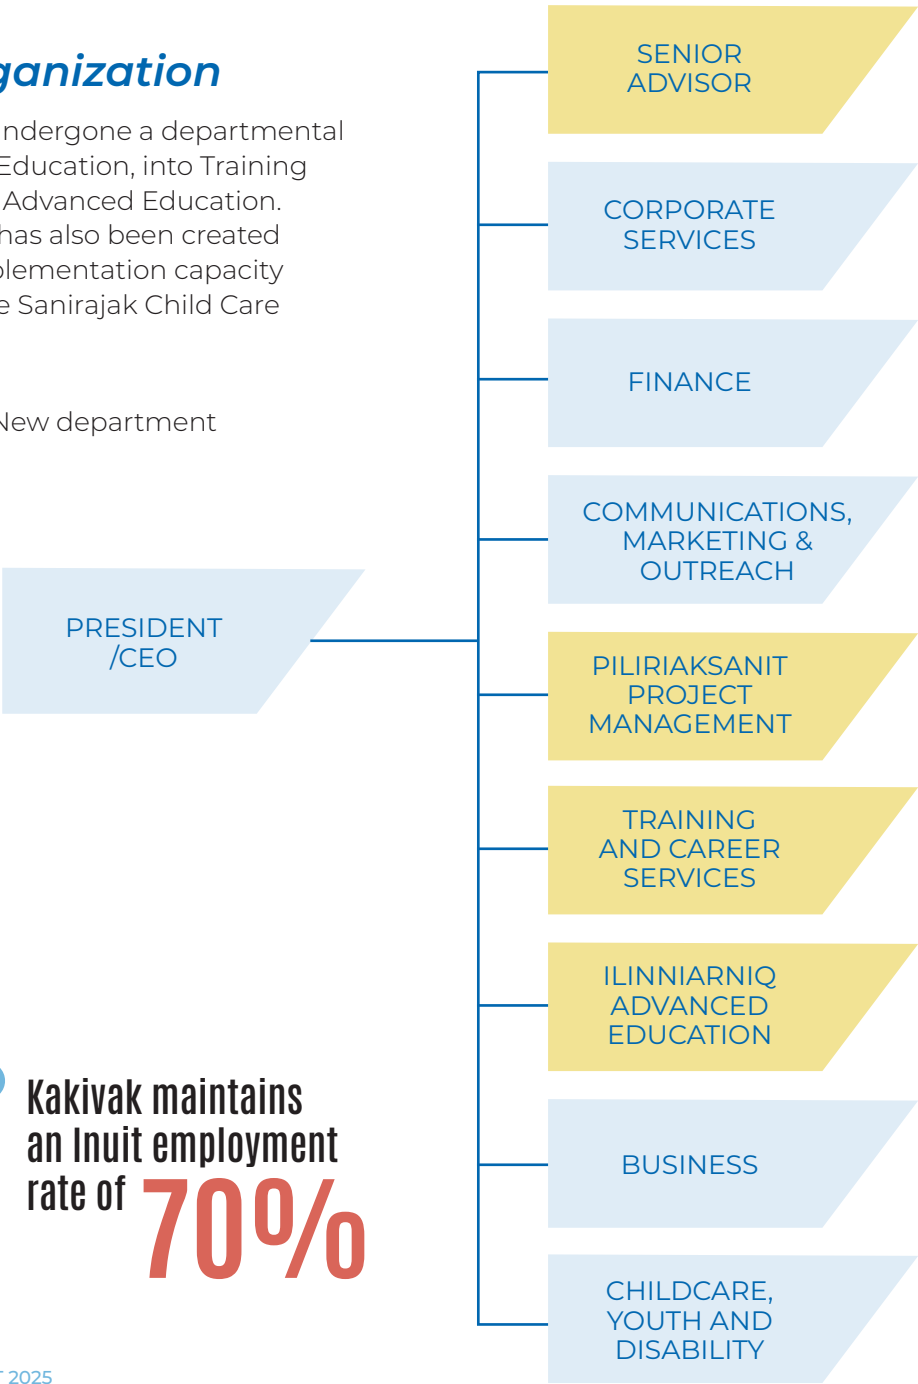 ganization
ndergone a departmental
Education, into Training
Advanced Education.
has also been created
plementation capacity
e Sanirajak Child Care
New department
PRESIDENT
/CEO
SENIOR
ADVISOR
CORPORATE
SERVICES
FINANCE
COMMUNICATIONS,
MARKETING &
OUTREACH
PILIRIAKSANIT
PROJECT
MANAGEMENT
TRAINING
AND CAREER
SERVICES
ILINNIARNIQ
ADVANCED
EDUCATION
BUSINESS
CHILDCARE,
YOUTH AND
DISABILITY
Kakivak maintains
an Inuit employment
rate of 70%
T 2025